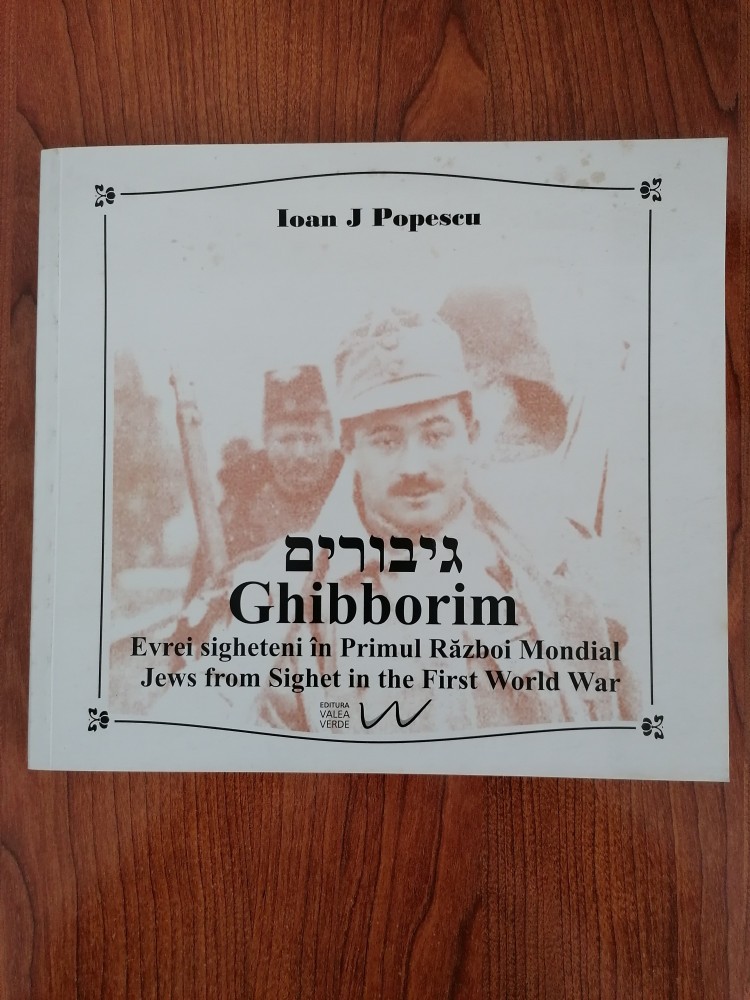 Ioan J Popescu
גיבורים
Ghibborim
Evrei sigheteni în Primul Război Mondial
Jews from Sighet in the First World War
EDITURA
VALEA
VERDE